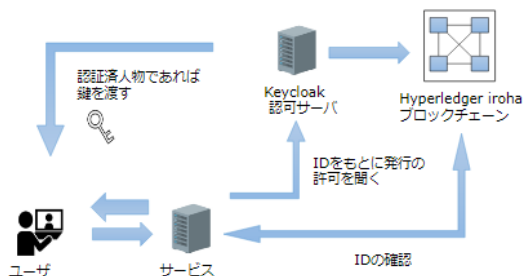 認証済人物であれば
鍵を渡す
Keycloak
認可サーバ
Hyperledger iroha
ブロックチェーン
IDをもとに発行の
許可を聞く
IDの確認
ユーザ
サービス